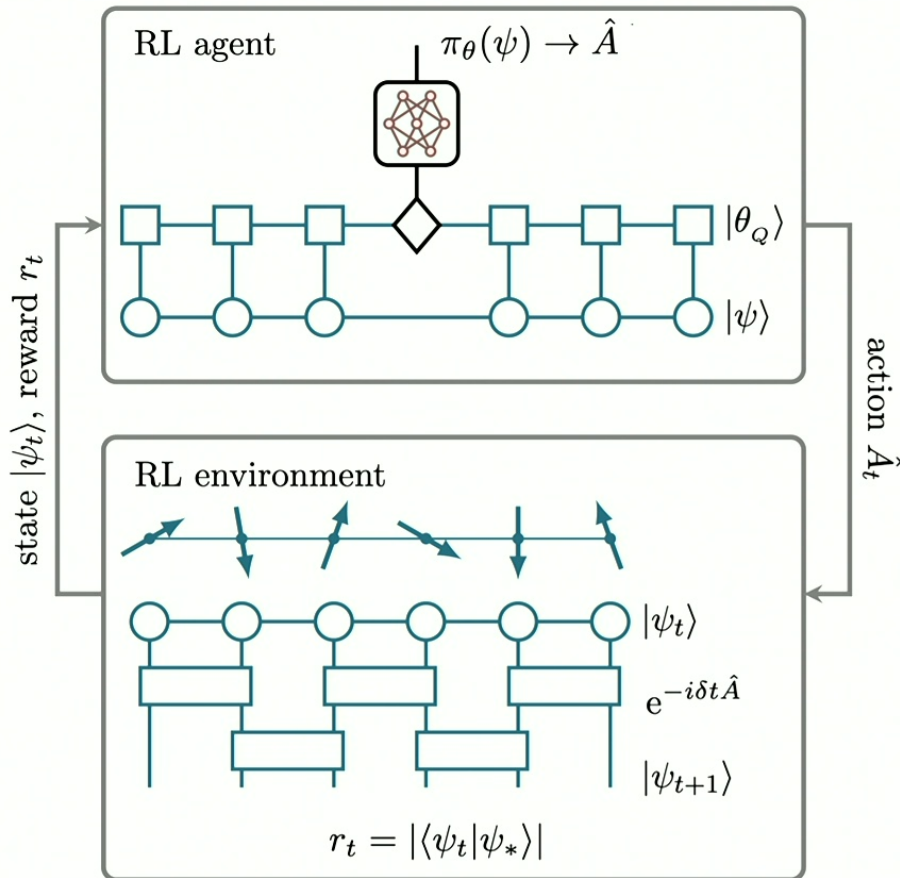 RL agent
π_θ(ψ) → Â
|θ_Q⟩
|ψ⟩
state |ψ_t⟩, reward r_t
action Â_t
RL environment
|ψ_t⟩
e^{−iδtÂ}
|ψ_{t+1}⟩
r_t = |⟨ψ_t|ψ_*⟩|